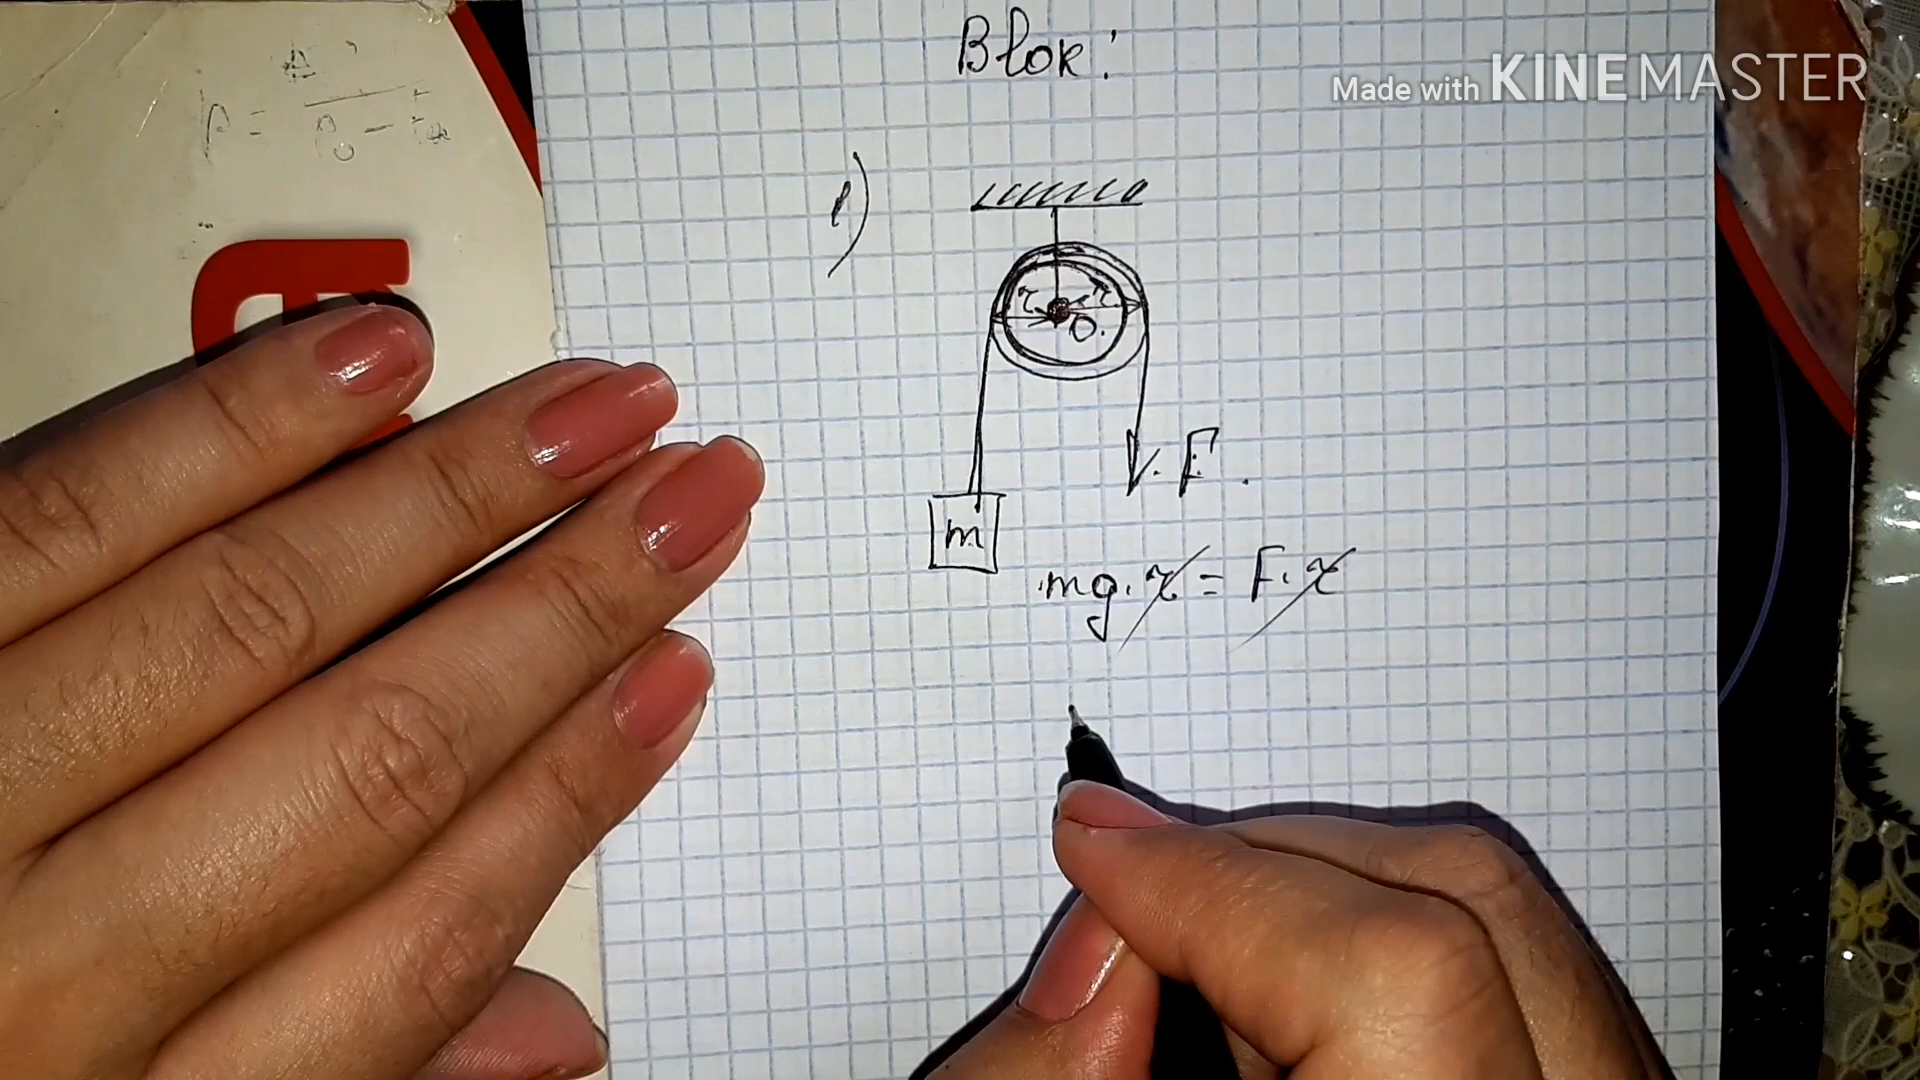 Blok:
Made with KINEMASTER
1)
r r
O.
F.
m
mg·r = F·r